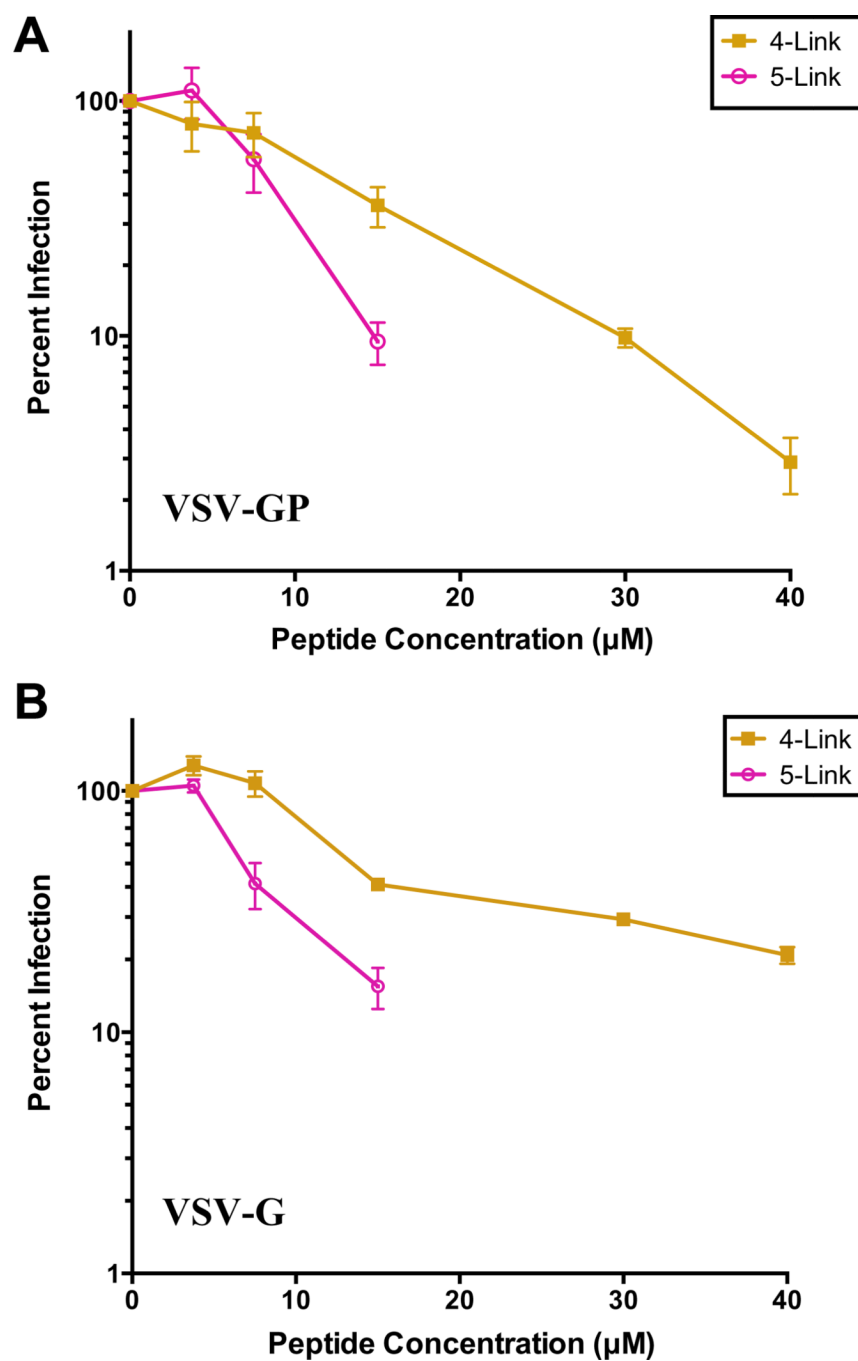 A
4-Link
5-Link
100
10
1
Percent Infection
VSV-GP
0 10 20 30 40
Peptide Concentration (µM)
B
4-Link
5-Link
100
10
1
Percent Infection
VSV-G
0 10 20 30 40
Peptide Concentration (µM)